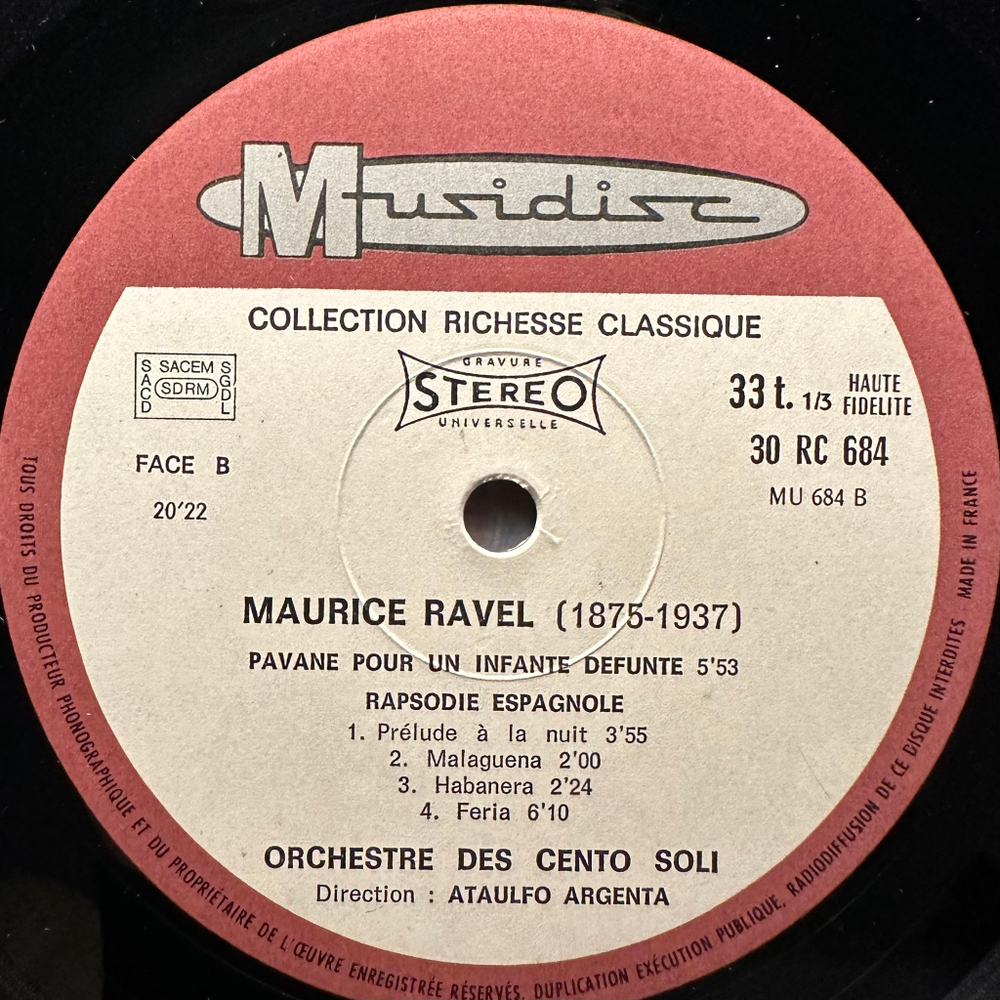 Musidisc
COLLECTION RICHESSE CLASSIQUE
SACEM
SACD
SDRM
SGDL
GRAVURE
STEREO
UNIVERSELLE
33 t. 1/3 HAUTE FIDELITE
30 RC 684
MU 684 B
FACE B
20'22
MAURICE RAVEL (1875-1937)
PAVANE POUR UN INFANTE DEFUNTE 5'53
RAPSODIE ESPAGNOLE
1. Prélude à la nuit 3'55
2. Malaguena 2'00
3. Habanera 2'24
4. Feria 6'10
ORCHESTRE DES CENTO SOLI
Direction : ATAULFO ARGENTA
TOUS DROITS DU PRODUCTEUR PHONOGRAPHIQUE ET DU PROPRIÉTAIRE DE L'ŒUVRE ENREGISTRÉE RÉSERVÉS. DUPLICATION EXÉCUTION PUBLIQUE, RADIODIFFUSION DE CE DISQUE INTERDITES - MADE IN FRANCE